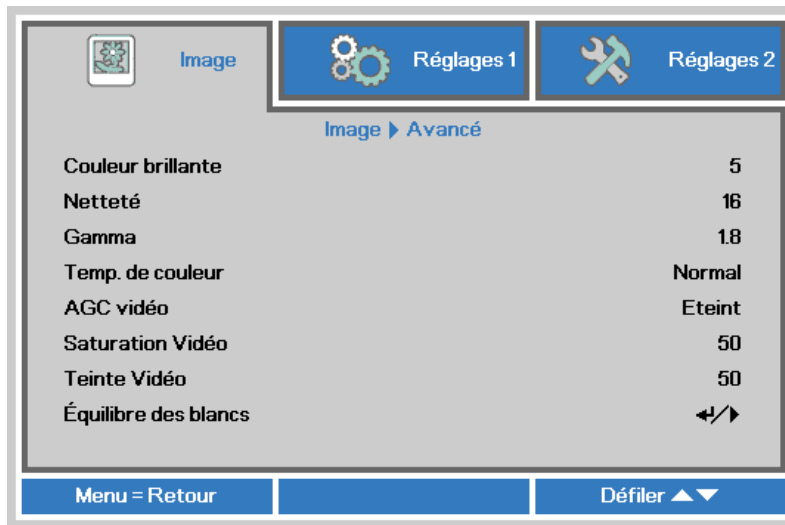 Image
Réglages 1
Réglages 2
Image ▶ Avancé
Couleur brillante 5
Netteté 16
Gamma 1.8
Temp. de couleur Normal
AGC vidéo Eteint
Saturation Vidéo 50
Teinte Vidéo 50
Équilibre des blancs ↵/▶
Menu = Retour
Défiler ▲▼